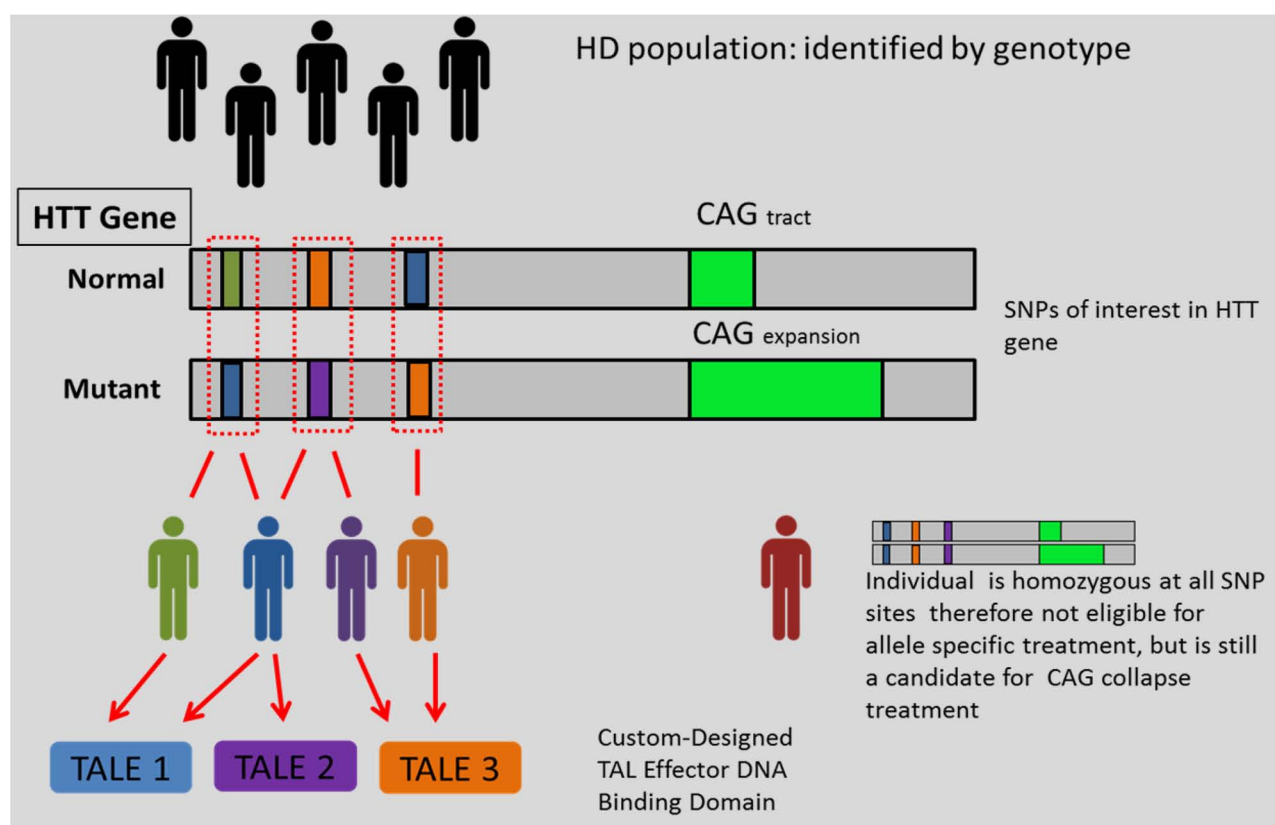 HD population: identified by genotype
HTT Gene
CAG tract
Normal
SNPs of interest in HTT
gene
CAG expansion
Mutant
Individual is homozygous at all SNP
sites therefore not eligible for
allele specific treatment, but is still
a candidate for CAG collapse
treatment
TALE 1
TALE 2
TALE 3
Custom-Designed
TAL Effector DNA
Binding Domain